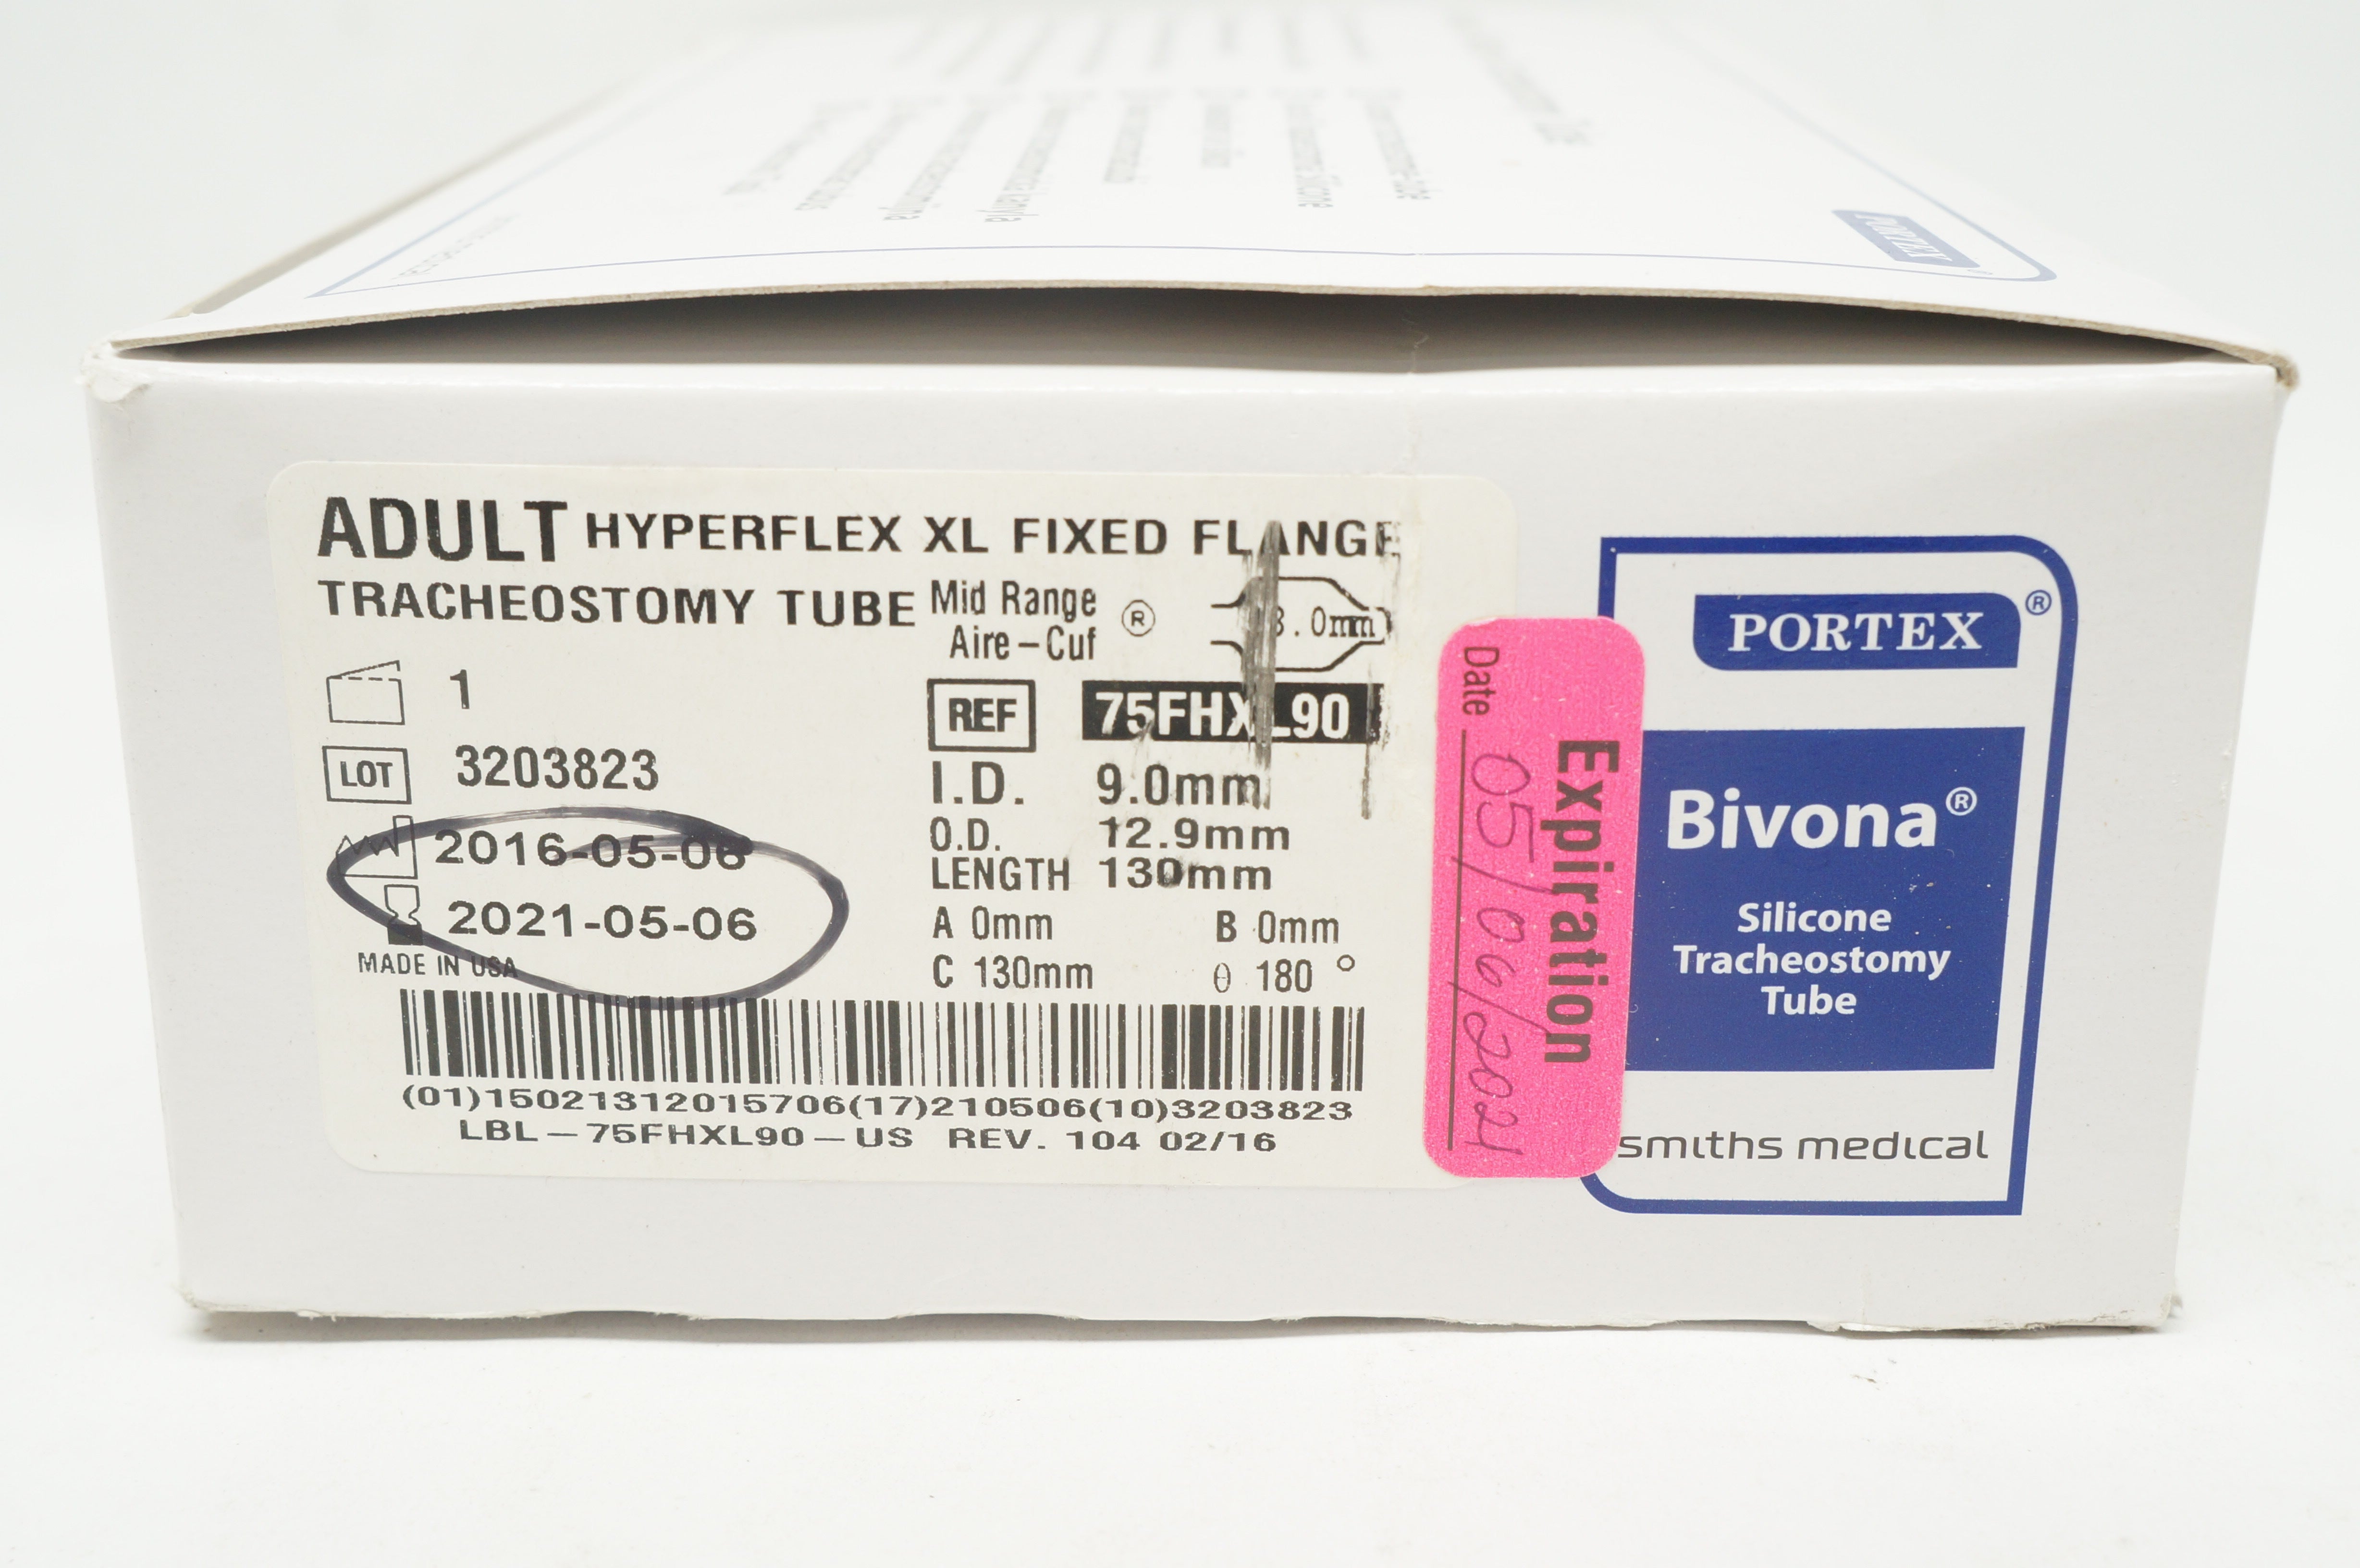 PORTEX
ADULT HYPERFLEX XL FIXED FLANGE
TRACHEOSTOMY TUBE Mid Range
Aire-Cuf ®
.0mm
1
REF 75FHXL90
LOT 3203823
I.D. 9.0mm
2016-05-06
O.D. 12.9mm
LENGTH 130mm
2021-05-06
A 0mm B 0mm
MADE IN USA
C 130mm θ 180 °
(01)15021312015706(17)210506(10)3203823
LBL-75FHXL90-US REV. 104 02/16
Expiration
Date 05/06/2021
PORTEX®
Bivona®
Silicone
Tracheostomy
Tube
smiths medical